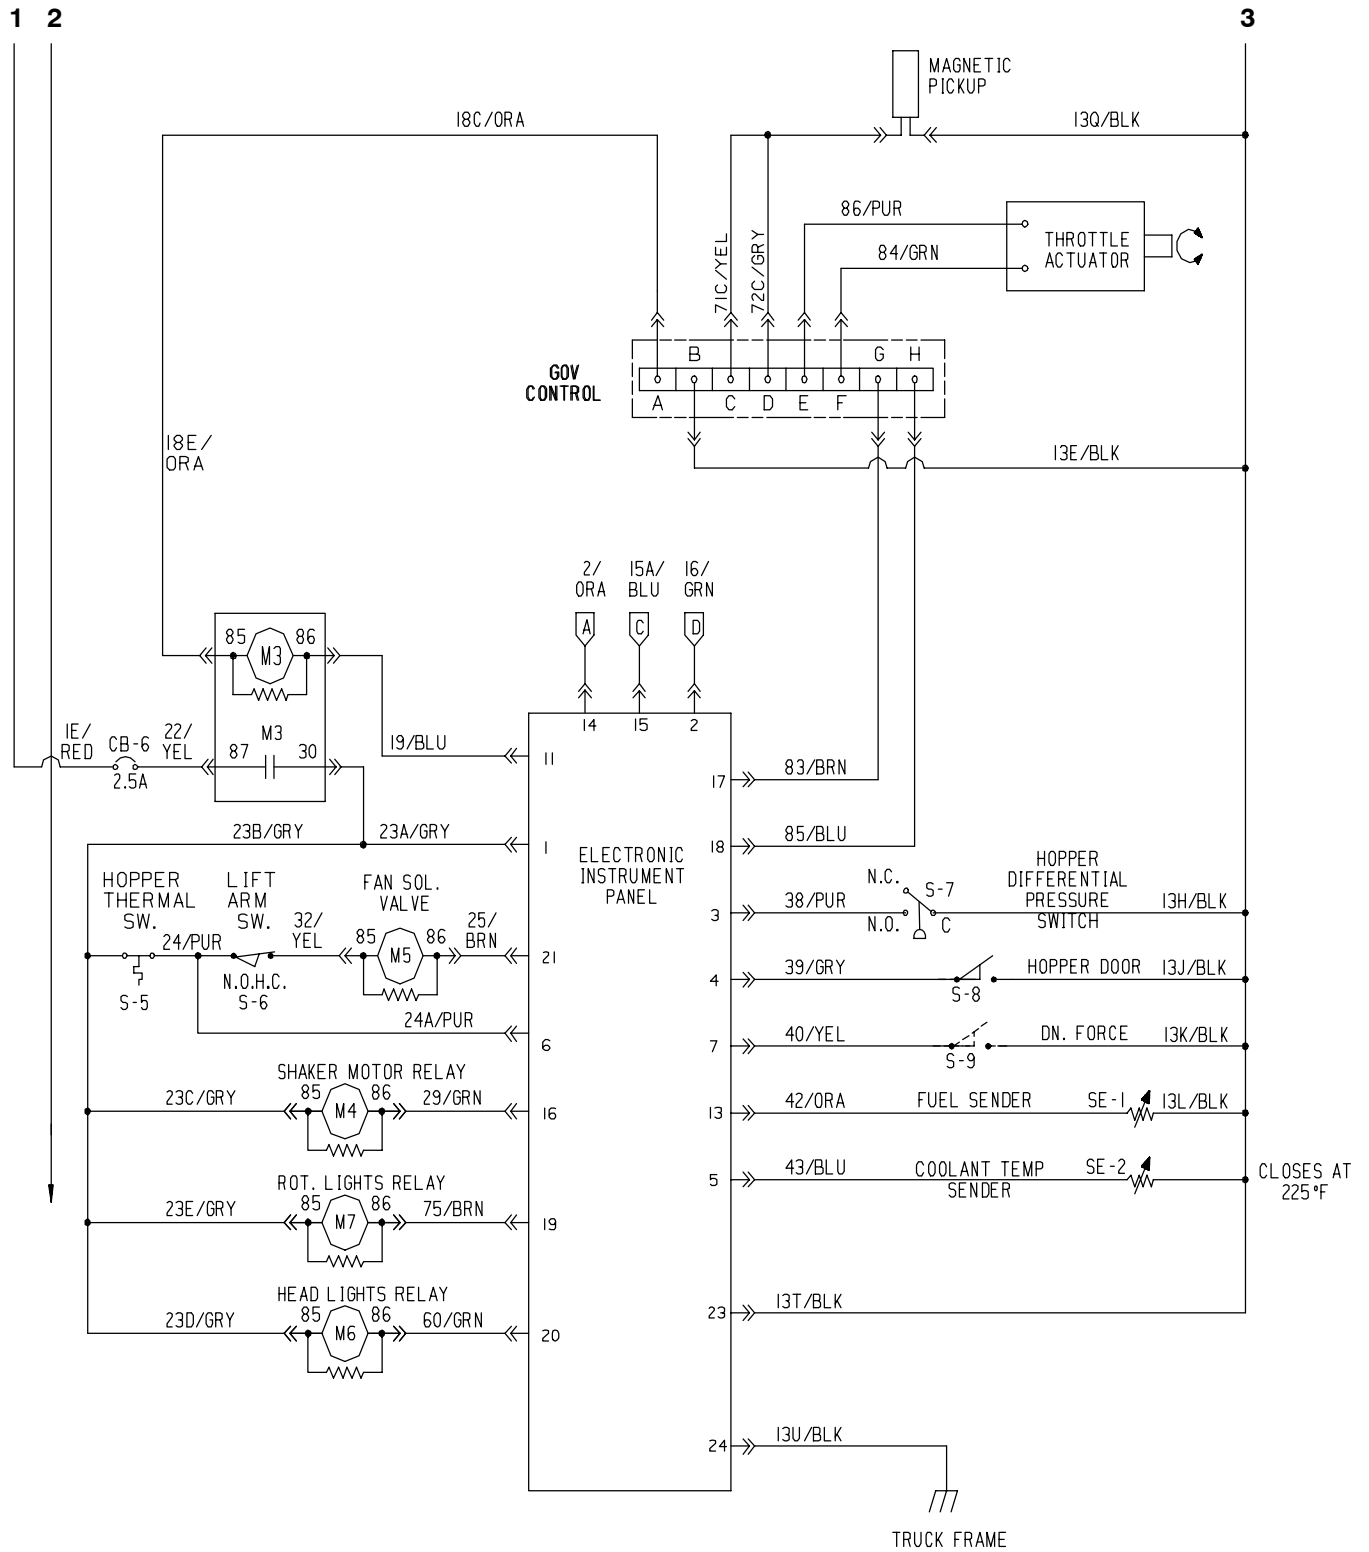 1 2 3
MAGNETIC
PICKUP
18C/ORA
13Q/BLK
86/PUR
84/GRN
THROTTLE
ACTUATOR
71C/YEL
72C/GRY
B G H
GOV
CONTROL
A C D E F
18E/
ORA
13E/BLK
2/
ORA
15A/
BLU
16/
GRN
A C D
85 M3 86
14 15 2
1E/
RED
CB-6
2.5A
22/
YEL
M3
87 30
19/BLU
11
17
83/BRN
23B/GRY
23A/GRY
1
18
85/BLU
ELECTRONIC
INSTRUMENT
PANEL
HOPPER
THERMAL
SW.
LIFT
ARM
SW.
FAN SOL.
VALVE
N.C.
S-7
HOPPER
DIFFERENTIAL
PRESSURE
SWITCH
3
38/PUR
N.O.
C
13H/BLK
24/PUR
32/
YEL
85 M5 86
25/
BRN
21
S-5
N.O.H.C.
S-6
4
39/GRY
S-8
HOPPER DOOR
13J/BLK
24A/PUR
6
7
40/YEL
S-9
DN. FORCE
13K/BLK
SHAKER MOTOR RELAY
23C/GRY
85 M4 86
29/GRN
16
13
42/ORA
FUEL SENDER
SE-1
13L/BLK
5
43/BLU
COOLANT TEMP
SENDER
SE-2
CLOSES AT
225°F
ROT. LIGHTS RELAY
23E/GRY
85 M7 86
75/BRN
19
HEAD LIGHTS RELAY
23D/GRY
85 M6 86
60/GRN
20
23
13T/BLK
24
13U/BLK
TRUCK FRAME